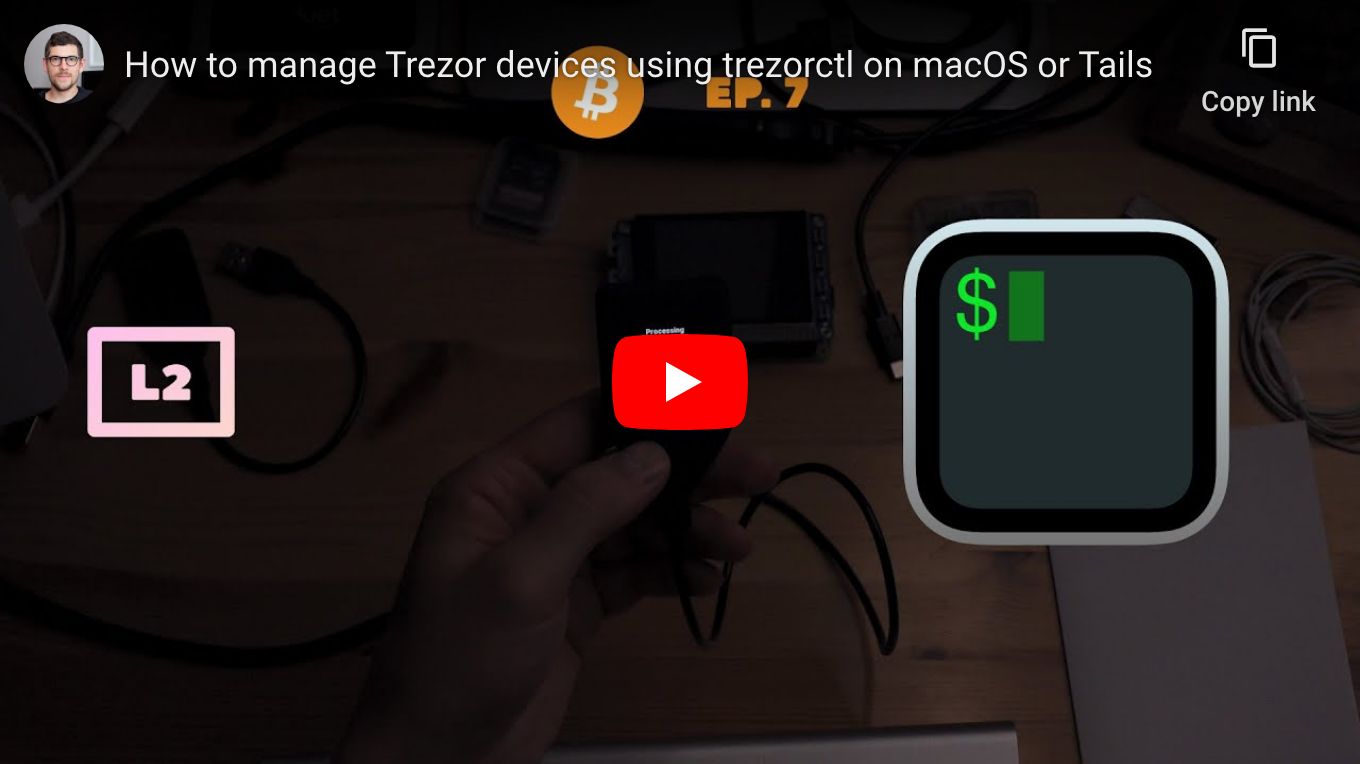 How to manage Trezor devices using trezorctl on macOS or Tails
Copy link
₿ EP. 7
Processing
L2
$